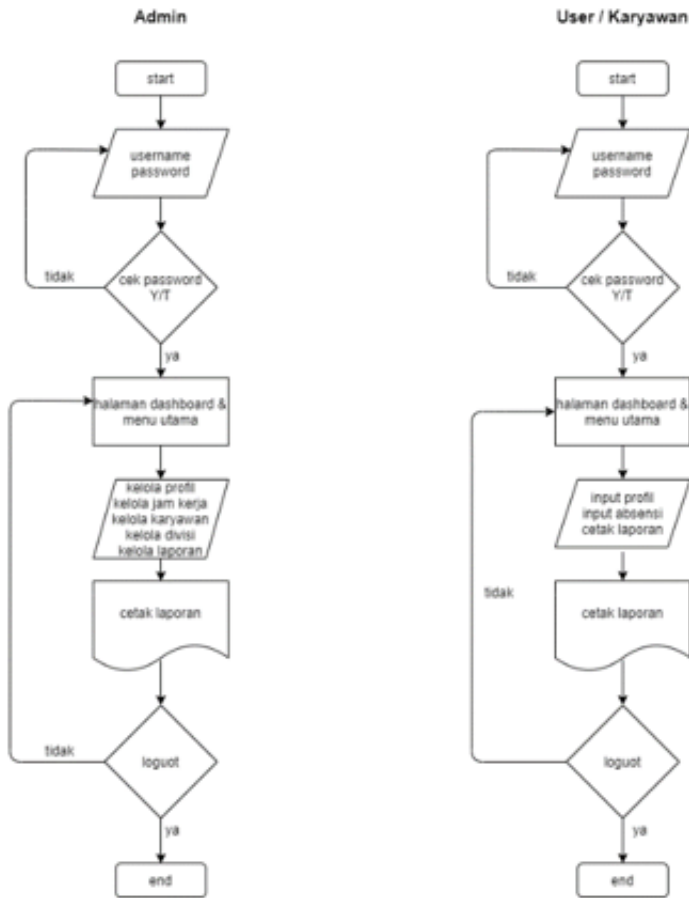 Admin
start
username
password
cek password
Y/T
tidak
ya
halaman dashboard &
menu utama
kelola profil
kelola jam kerja
kelola karyawan
kelola divisi
kelola laporan
cetak laporan
loguot
tidak
ya
end
User / Karyawan
start
username
password
cek password
Y/T
tidak
ya
halaman dashboard &
menu utama
input profil
input absensi
cetak laporan
cetak laporan
tidak
loguot
ya
end